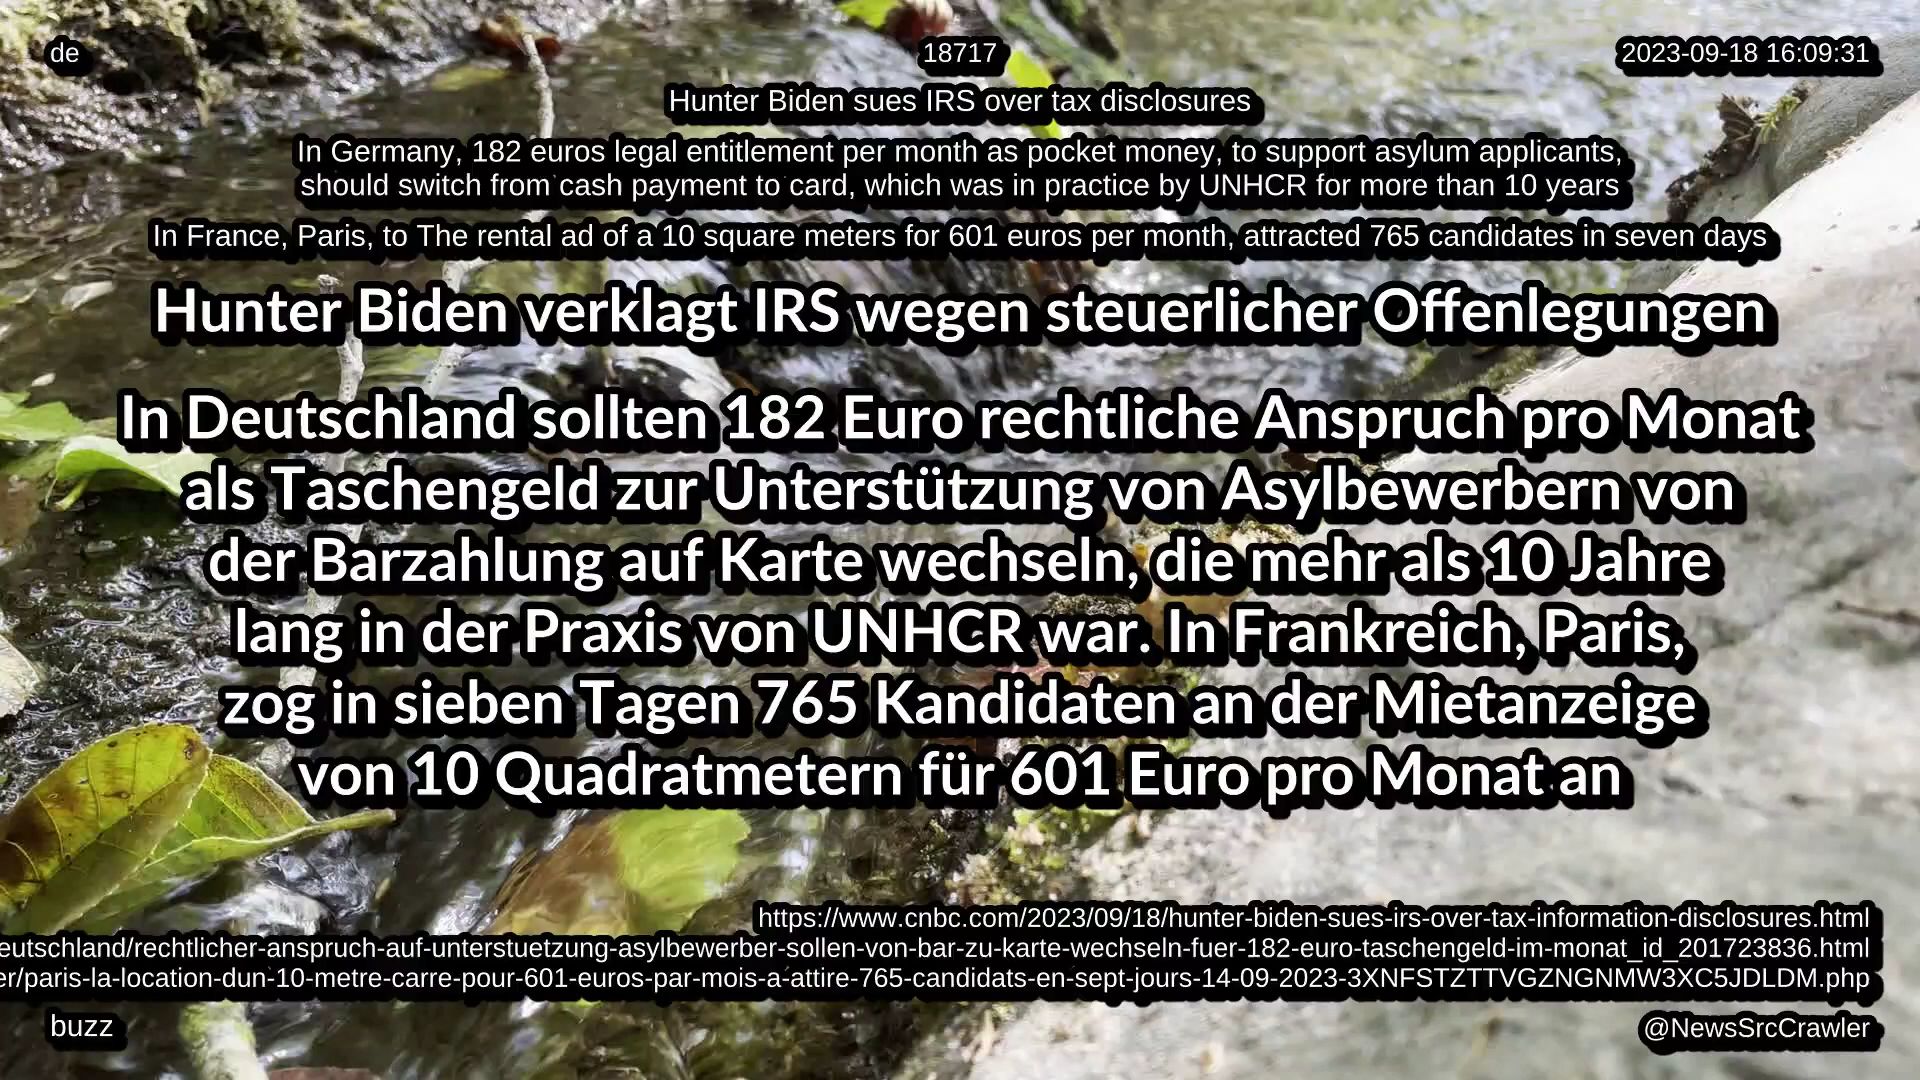 de
18717
2023-09-18 16:09:31
Hunter Biden sues IRS over tax disclosures
In Germany, 182 euros legal entitlement per month as pocket money, to support asylum applicants,
should switch from cash payment to card, which was in practice by UNHCR for more than 10 years
In France, Paris, to The rental ad of a 10 square meters for 601 euros per month, attracted 765 candidates in seven days
Hunter Biden verklagt IRS wegen steuerlicher Offenlegungen
In Deutschland sollten 182 Euro rechtliche Anspruch pro Monat
als Taschengeld zur Unterstützung von Asylbewerbern von
der Barzahlung auf Karte wechseln, die mehr als 10 Jahre
lang in der Praxis von UNHCR war. In Frankreich, Paris,
zog in sieben Tagen 765 Kandidaten an der Mietanzeige
von 10 Quadratmetern für 601 Euro pro Monat an
https://www.cnbc.com/2023/09/18/hunter-biden-sues-irs-over-tax-information-disclosures.html
eutschland/rechtlicher-anspruch-auf-unterstuetzung-asylbewerber-sollen-von-bar-zu-karte-wechseln-fuer-182-euro-taschengeld-im-monat_id_201723836.html
er/paris-la-location-dun-10-metre-carre-pour-601-euros-par-mois-a-attire-765-candidats-en-sept-jours-14-09-2023-3XNFSTZTTVGZNGNMW3XC5JDLDM.php
buzz
@NewsSrcCrawler